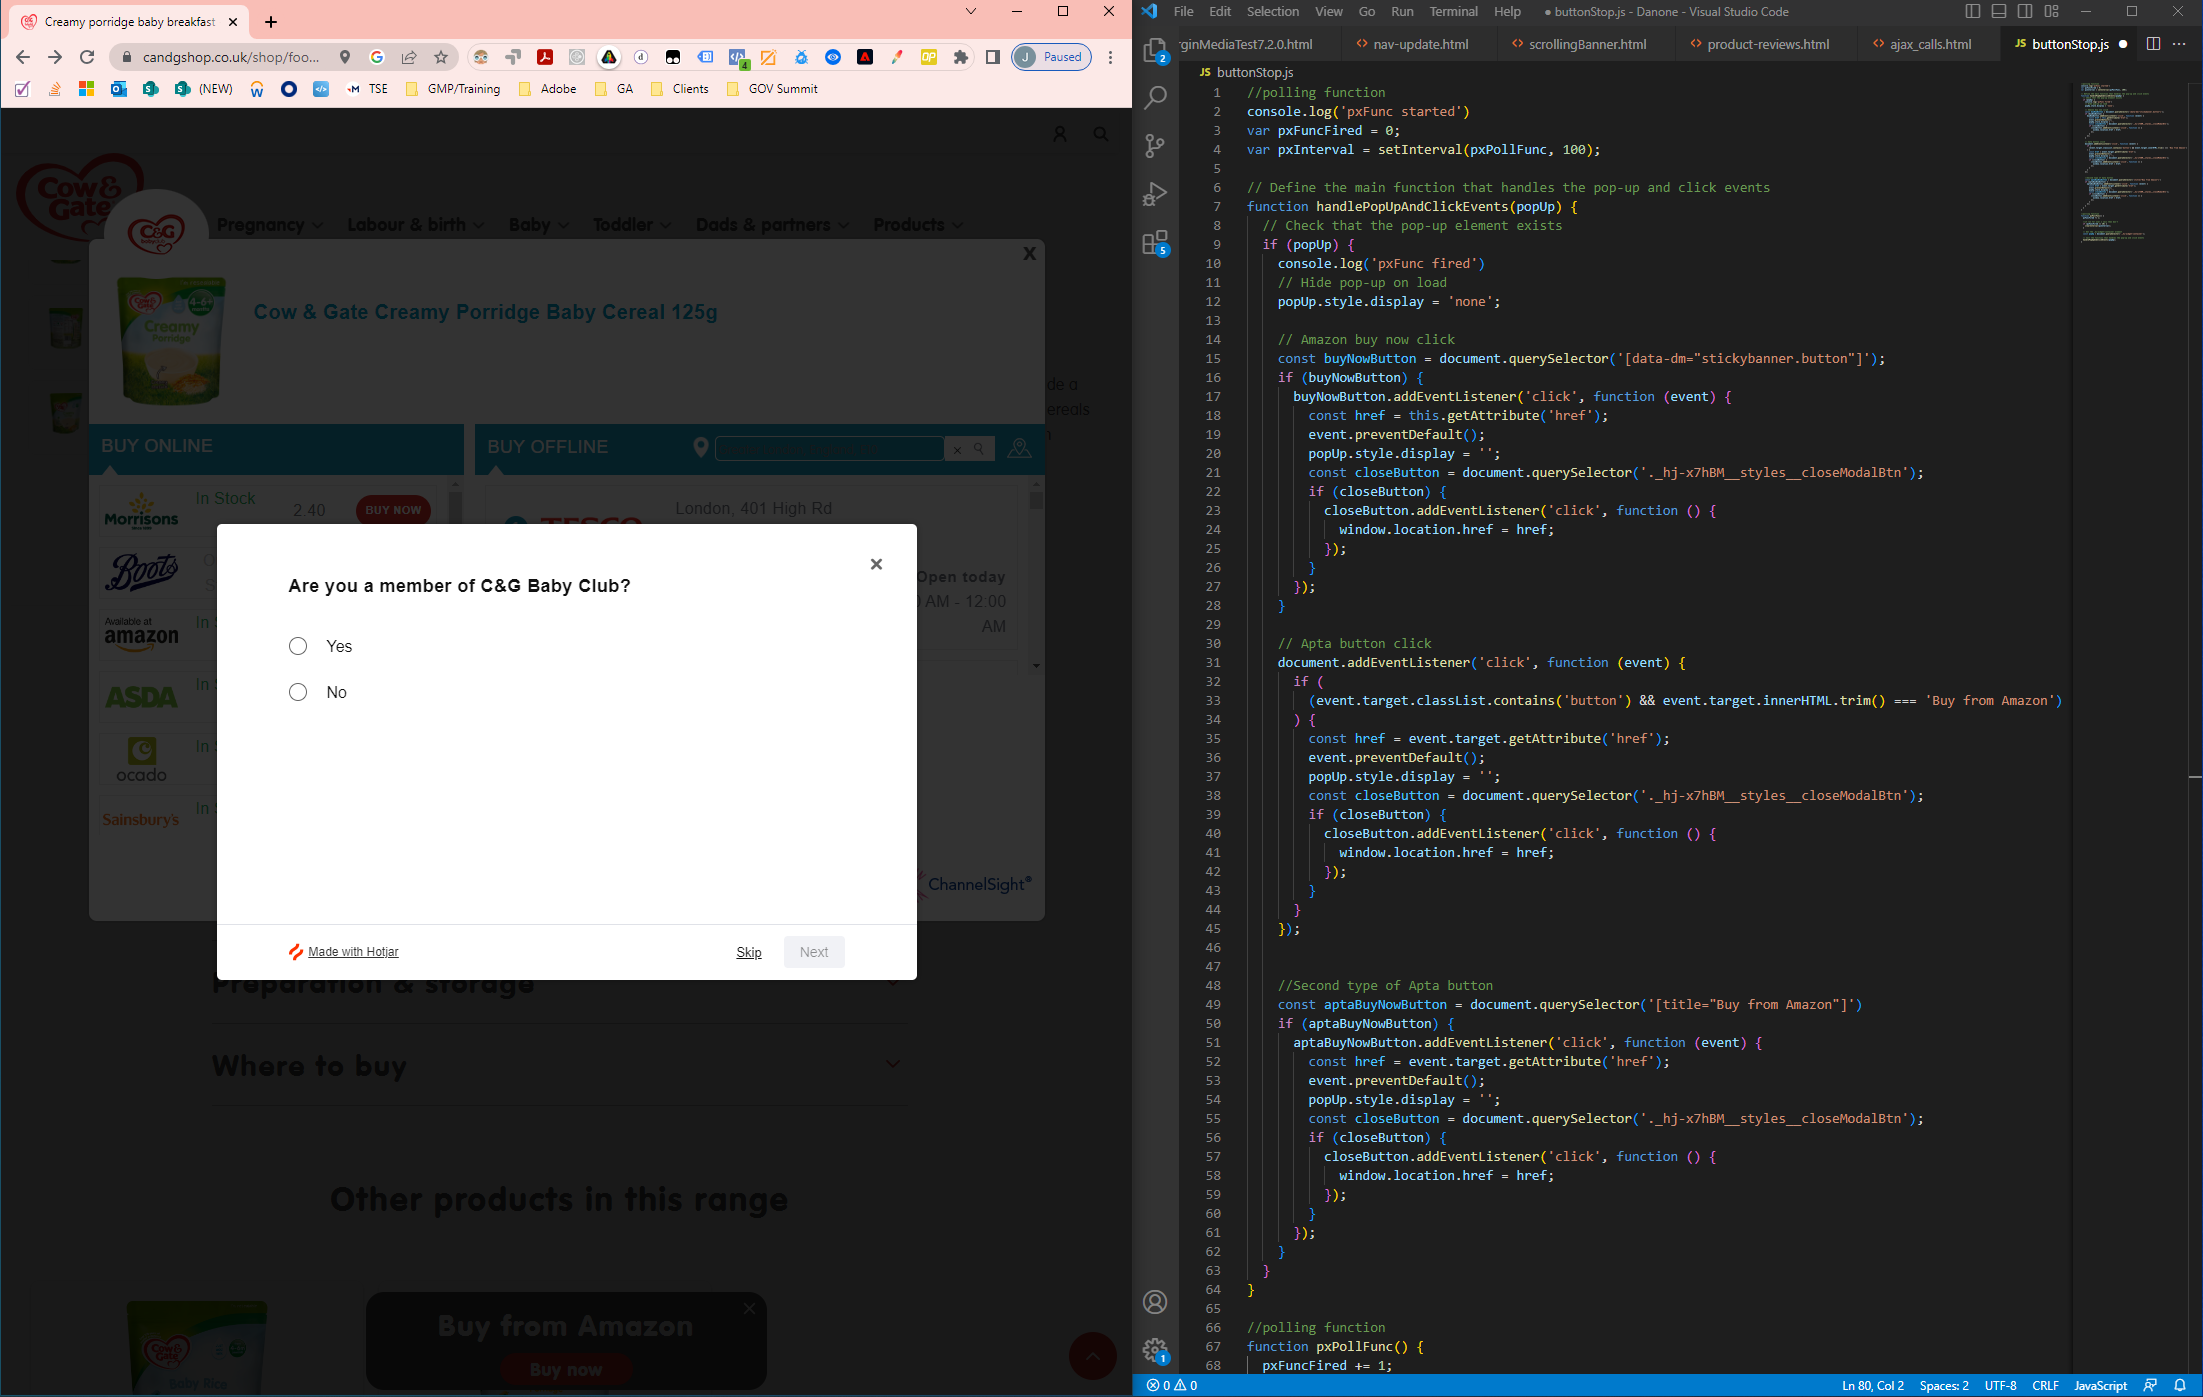 Creamy porridge baby breakfast
candgshop.co.uk/shop/foo...
Paused
(NEW)
TSE
GMP/Training
Adobe
GA
Clients
GOV Summit
Cow&
Gate
C&G
Pregnancy
Labour & birth
Baby
Toddler
Dads & partners
Products
X
Cow & Gate Creamy Porridge Baby Cereal 125g
Creamy
Porridge
BUY ONLINE
BUY OFFLINE
Morrisons
In Stock
2.40
BUY NOW
TESCO
London, 401 High Rd
Boots
Open today
AM - 12:00
AM
Available at
amazon
ASDA
ocado
Sainsbury's
ChannelSight
Are you a member of C&G Baby Club?
Yes
No
Made with Hotjar
Skip
Next
Preparation & storage
Where to buy
Other products in this range
Cow&
Gate
Baby Rice
Buy from Amazon
Buy now
File Edit Selection View Go Run Terminal Help
● buttonStop.js - Danone - Visual Studio Code
rginMediaTest7.2.0.html
nav-update.html
scrollingBanner.html
product-reviews.html
ajax_calls.html
JS buttonStop.js
JS buttonStop.js
1 //polling function
2 console.log('pxFunc started')
3 var pxFuncFired = 0;
4 var pxInterval = setInterval(pxPollFunc, 100);
5
6 // Define the main function that handles the pop-up and click events
7 function handlePopUpAndClickEvents(popUp) {
8 // Check that the pop-up element exists
9 if (popUp) {
10 console.log('pxFunc fired')
11 // Hide pop-up on load
12 popUp.style.display = 'none';
13
14 // Amazon buy now click
15 const buyNowButton = document.querySelector('[data-dm="stickybanner.button"]');
16 if (buyNowButton) {
17 buyNowButton.addEventListener('click', function (event) {
18 const href = this.getAttribute('href');
19 event.preventDefault();
20 popUp.style.display = '';
21 const closeButton = document.querySelector('._hj-x7hBM__styles__closeModalBtn');
22 if (closeButton) {
23 closeButton.addEventListener('click', function () {
24 window.location.href = href;
25 });
26 }
27 });
28 }
29
30 // Apta button click
31 document.addEventListener('click', function (event) {
32 if (
33 (event.target.classList.contains('button') && event.target.innerHTML.trim() === 'Buy from Amazon')
34 ) {
35 const href = event.target.getAttribute('href');
36 event.preventDefault();
37 popUp.style.display = '';
38 const closeButton = document.querySelector('._hj-x7hBM__styles__closeModalBtn');
39 if (closeButton) {
40 closeButton.addEventListener('click', function () {
41 window.location.href = href;
42 });
43 }
44 }
45 });
46
47
48 //Second type of Apta button
49 const aptaBuyNowButton = document.querySelector('[title="Buy from Amazon"]')
50 if (aptaBuyNowButton) {
51 aptaBuyNowButton.addEventListener('click', function (event) {
52 const href = event.target.getAttribute('href');
53 event.preventDefault();
54 popUp.style.display = '';
55 const closeButton = document.querySelector('._hj-x7hBM__styles__closeModalBtn');
56 if (closeButton) {
57 closeButton.addEventListener('click', function () {
58 window.location.href = href;
59 });
60 }
61 });
62 }
63 }
64 }
65
66 //polling function
67 function pxPollFunc() {
68 pxFuncFired += 1;
0 0
Ln 80, Col 2
Spaces: 2
UTF-8
CRLF
JavaScript